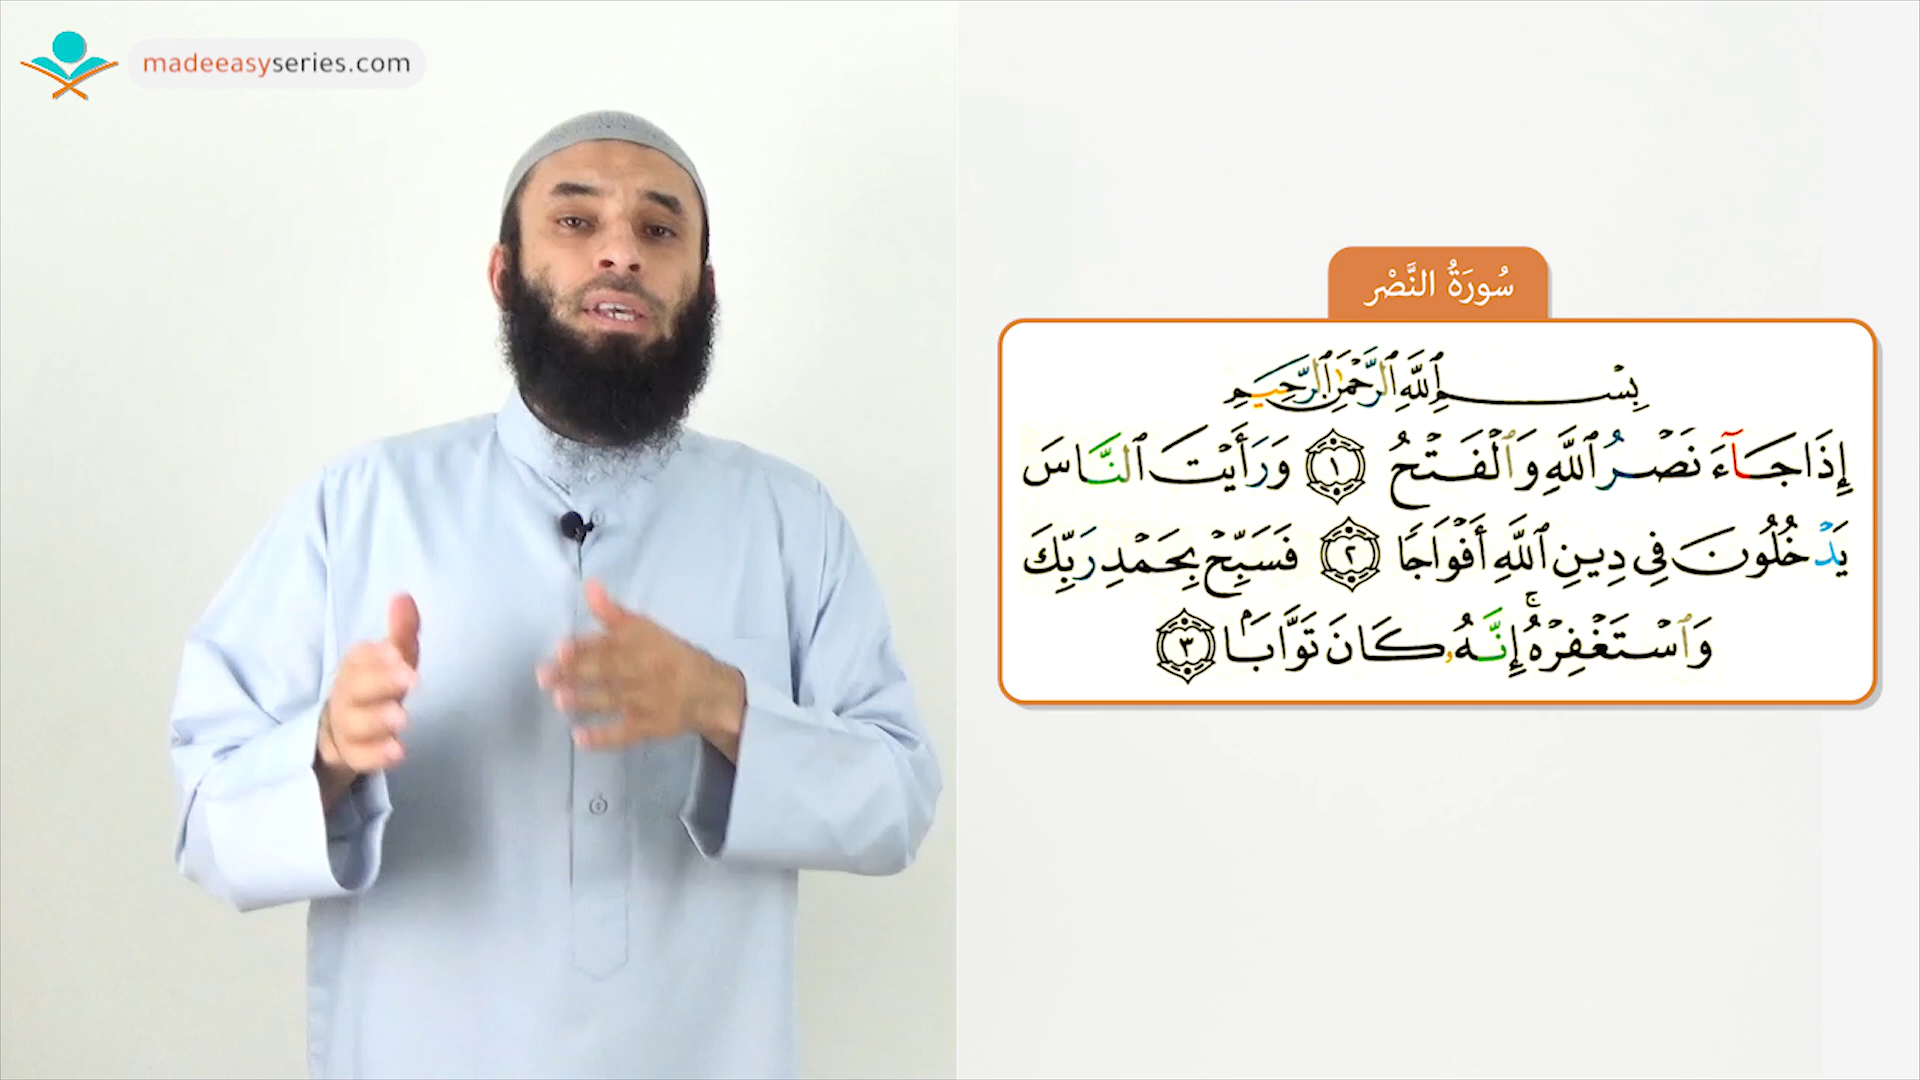 madeeasyseries.com
سُورَةُ النَّصْر
بِسْمِ ٱللَّهِ ٱلرَّحْمَٰنِ ٱلرَّحِيمِ
إِذَا جَآءَ نَصْرُ ٱللَّهِ وَٱلْفَتْحُ ١ وَرَأَيْتَ ٱلنَّاسَ
يَدْخُلُونَ فِى دِينِ ٱللَّهِ أَفْوَاجًا ٢ فَسَبِّحْ بِحَمْدِ رَبِّكَ
وَٱسْتَغْفِرْهُ ۚ إِنَّهُۥ كَانَ تَوَّابَۢا ٣